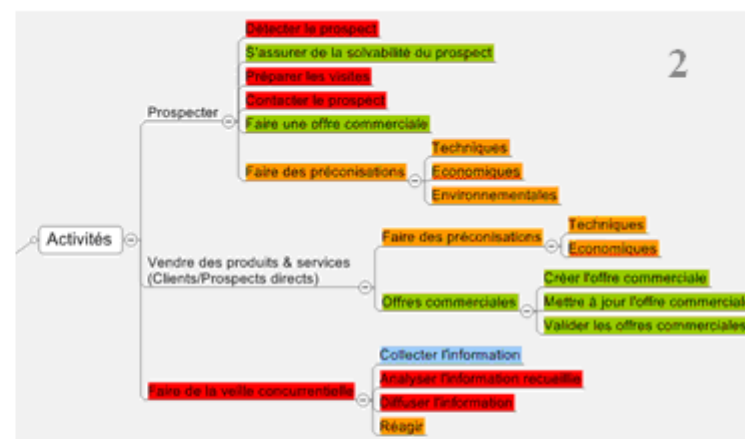 Détecter le prospect
S'assurer de la solvabilité du prospect
2
Préparer les visites
Contacter le prospect
Prospecter
Faire une offre commerciale
Techniques
Faire des préconisations
Economiques
Environnementales
Activités
Techniques
Faire des préconisations
Economiques
Vendre des produits & services
(Clients/Prospects directs)
Créer l'offre commerciale
Offres commerciales
Mettre à jour l'offre commercial
Valider les offres commerciales
Collecter l'information
Faire de la veille concurrentielle
Analyser l'information recueillie
Diffuser l'information
Réagir